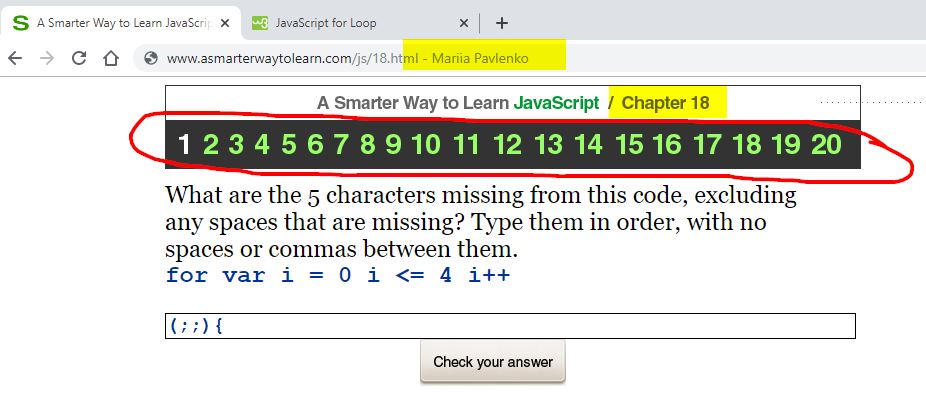 A Smarter Way to Learn JavaScrip
JavaScript for Loop
www.asmarterwaytolearn.com/js/18.html - Mariia Pavlenko
A Smarter Way to Learn JavaScript / Chapter 18
1 2 3 4 5 6 7 8 9 10 11 12 13 14 15 16 17 18 19 20
What are the 5 characters missing from this code, excluding
any spaces that are missing? Type them in order, with no
spaces or commas between them.
for var i = 0 i <= 4 i++
(;;){
Check your answer